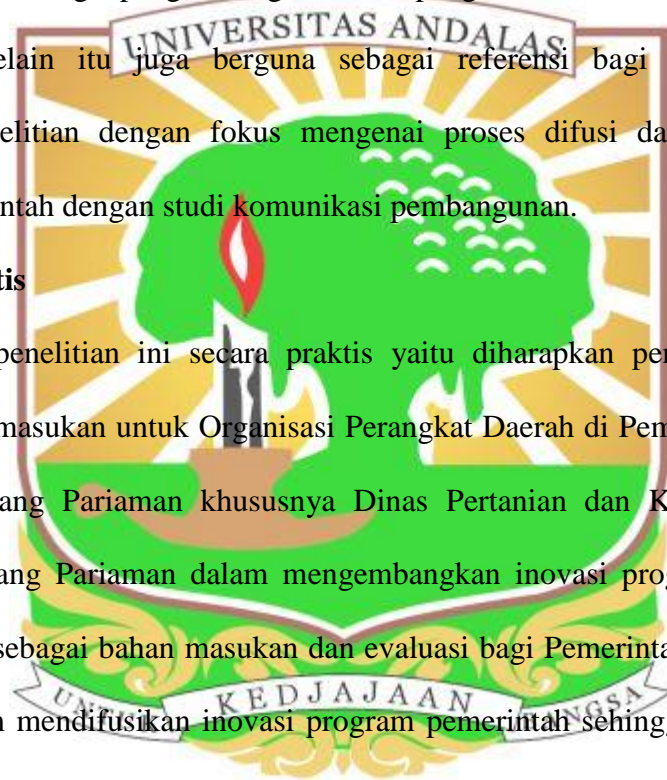 UNIVERSITAS ANDALAS
elain itu juga berguna sebagai referensi bagi
elitian dengan fokus mengenai proses difusi da
ntah dengan studi komunikasi pembangunan.
tis
penelitian ini secara praktis yaitu diharapkan per
masukan untuk Organisasi Perangkat Daerah di Pem
ang Pariaman khususnya Dinas Pertanian dan K
ang Pariaman dalam mengembangkan inovasi prog
sebagai bahan masukan dan evaluasi bagi Pemerinta
KEDJAJAAN
n mendifusikan inovasi program pemerintah sehingg